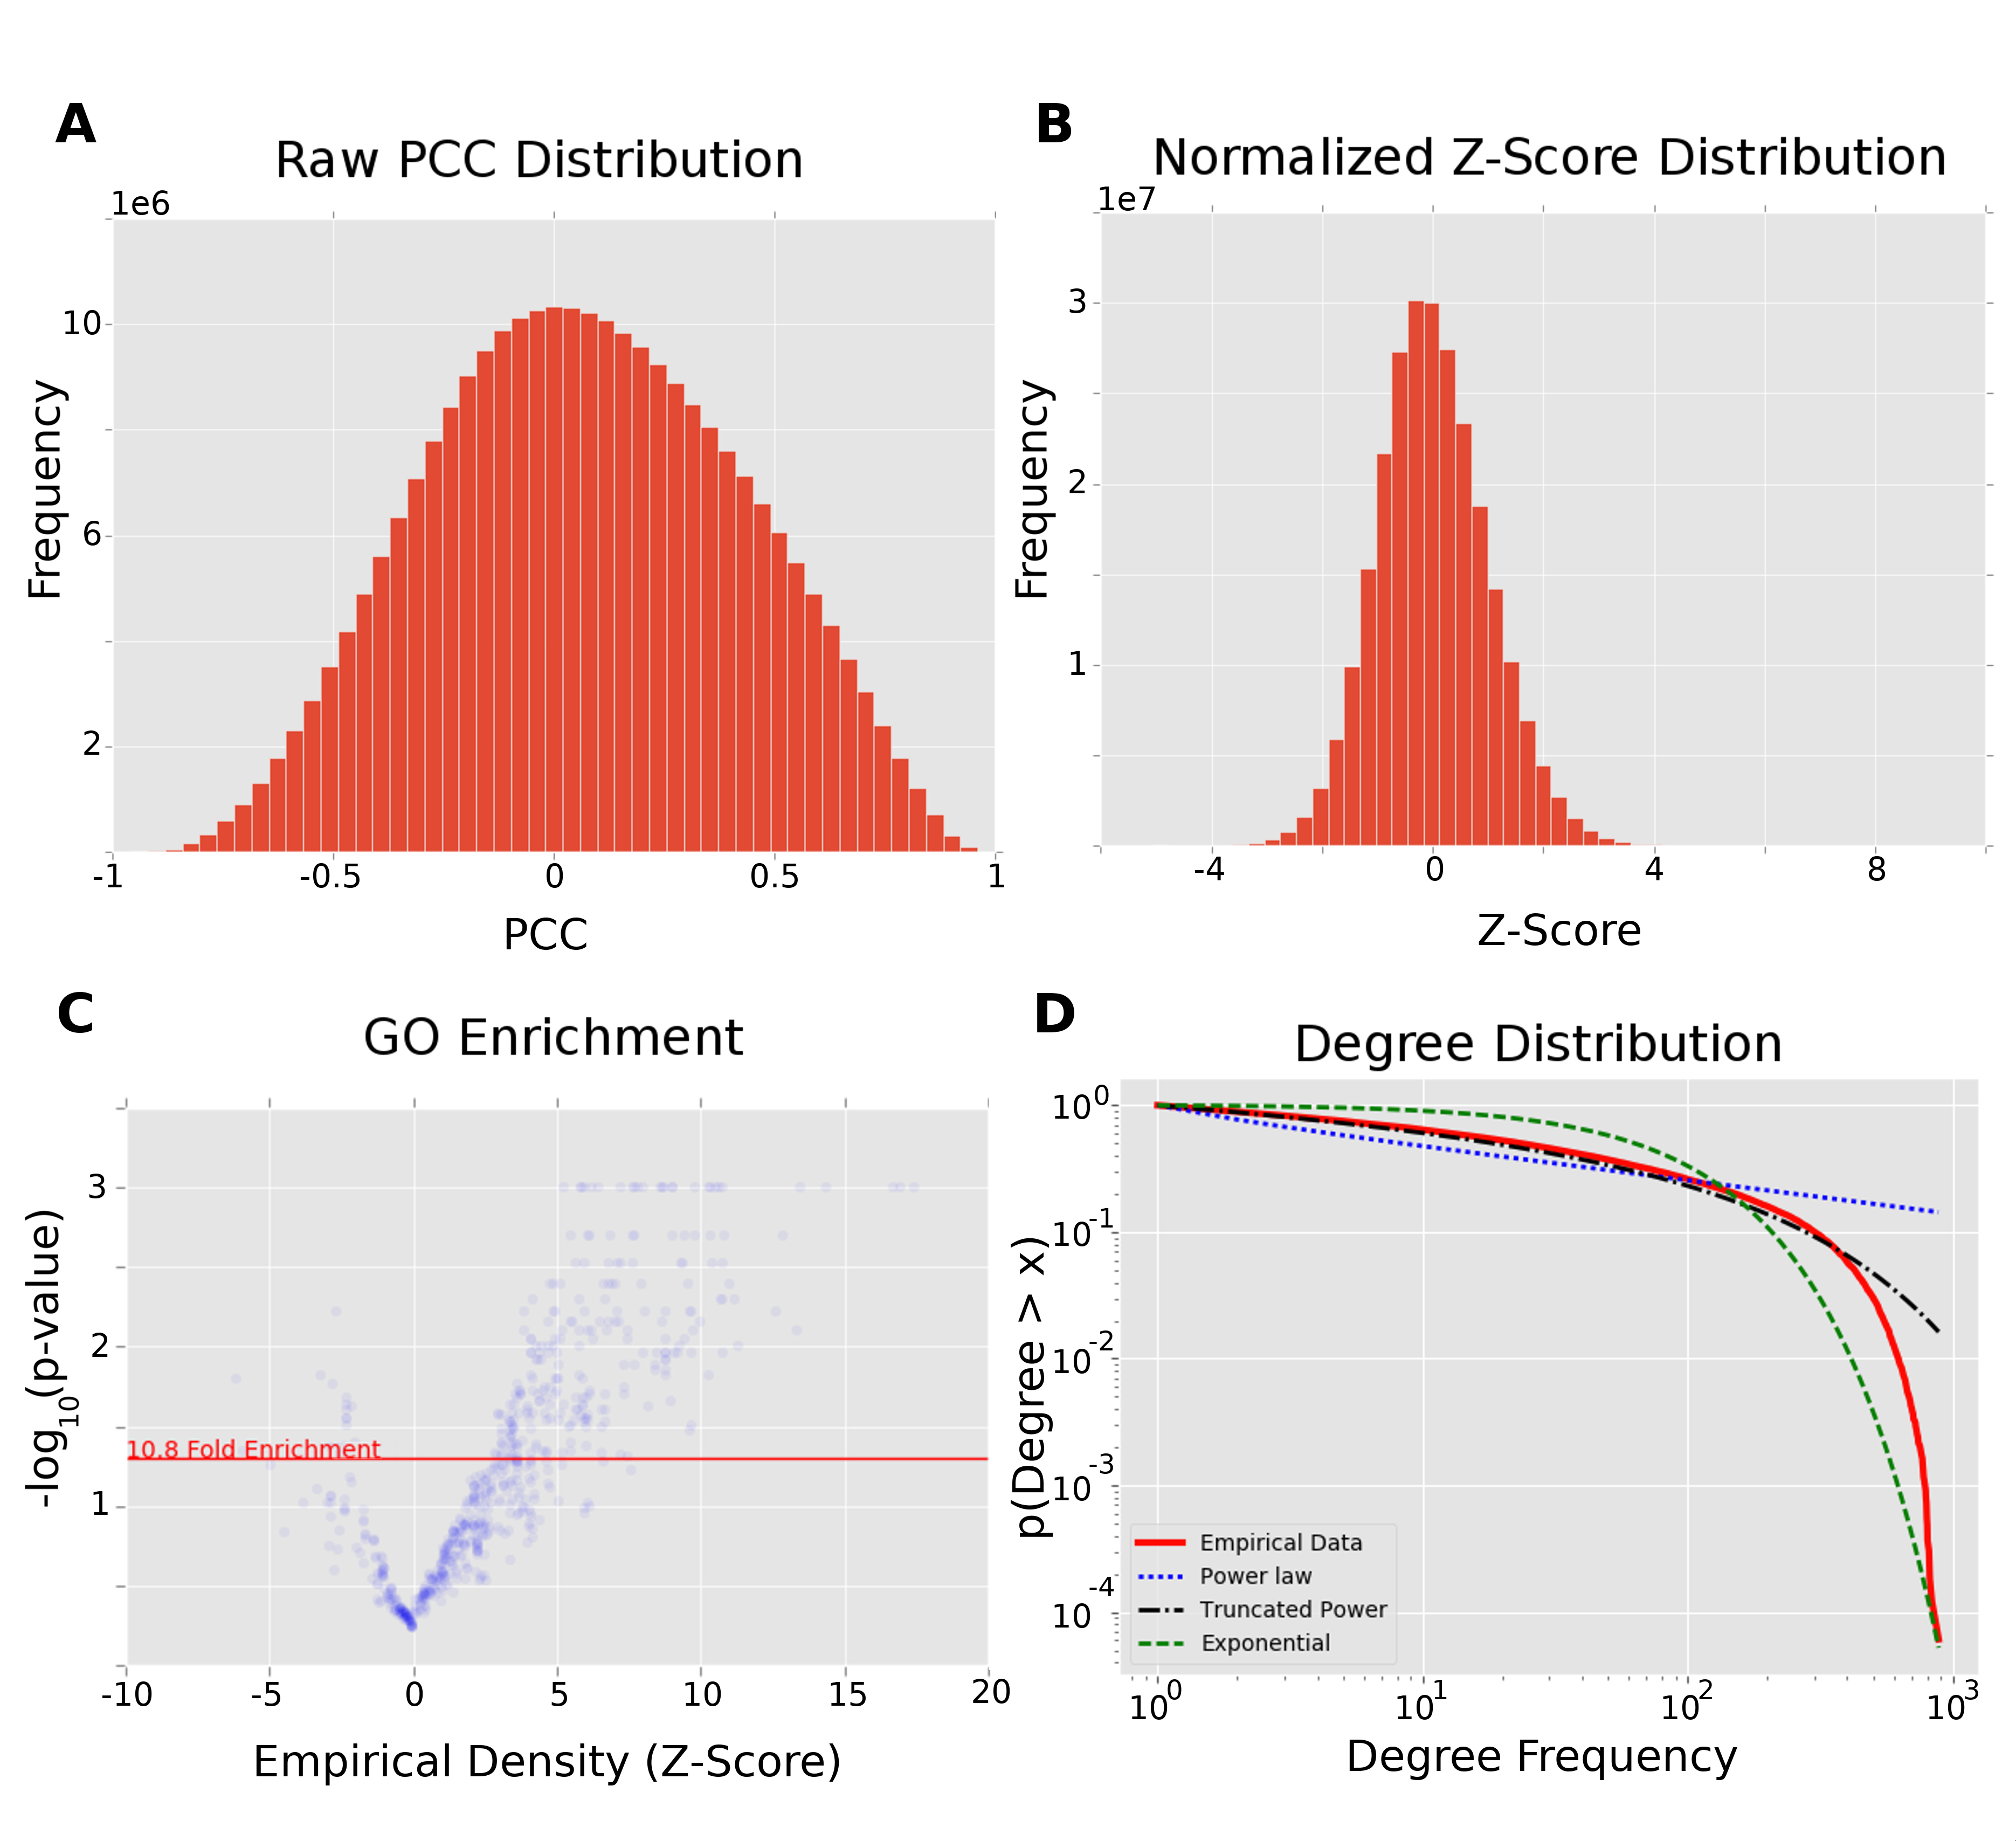 A
Raw PCC Distribution
1e6
10
6
2
Frequency
-1 -0.5 0 0.5 1
PCC
B
Normalized Z-Score Distribution
1e7
3
2
1
Frequency
-4 0 4 8
Z-Score
C
GO Enrichment
3
2
1
-log10(p-value)
10.8 Fold Enrichment
-10 -5 0 5 10 15 20
Empirical Density (Z-Score)
D
Degree Distribution
10^0
10^-1
10^-2
10^-3
10^-4
p(Degree > x)
Empirical Data
Power law
Truncated Power
Exponential
10^0 10^1 10^2 10^3
Degree Frequency